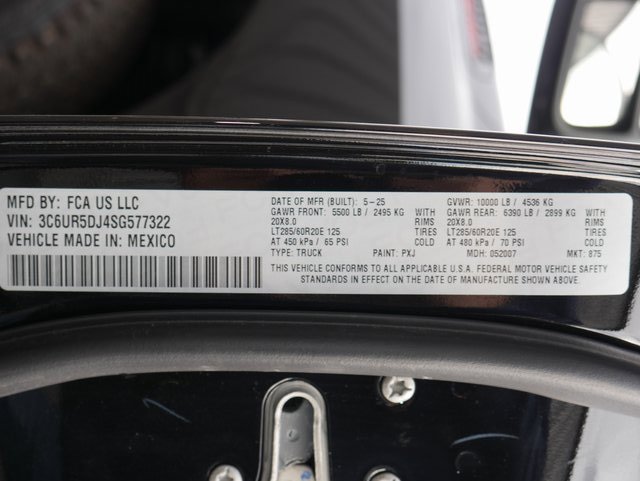 MFD BY: FCA US LLC
VIN: 3C6UR5DJ4SG577322
VEHICLE MADE IN: MEXICO
DATE OF MFR (BUILT): 5-25 GVWR: 10000 LB / 4536 KG
GAWR FRONT: 5500 LB / 2495 KG WITH GAWR REAR: 6390 LB / 2899 KG WITH
20X8.0 RIMS 20X8.0 RIMS
LT285/60R20E 125 TIRES LT285/60R20E 125 TIRES
AT 450 kPa / 65 PSI AT 480 kPa / 70 PSI
TYPE: TRUCK PAINT: PXJ MDH: 052007 MKT: 875
THIS VEHICLE CONFORMS TO ALL APPLICABLE U.S.A. FEDERAL MOTOR VEHICLE SAFETY
STANDARDS IN EFFECT ON THE DATE OF MANUFACTURE SHOWN ABOVE.